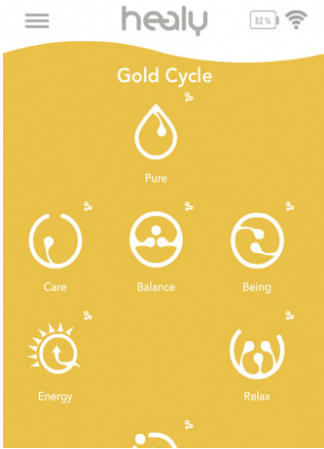 healy
82 %
Gold Cycle
Pure
Care Balance Being
Energy Relax